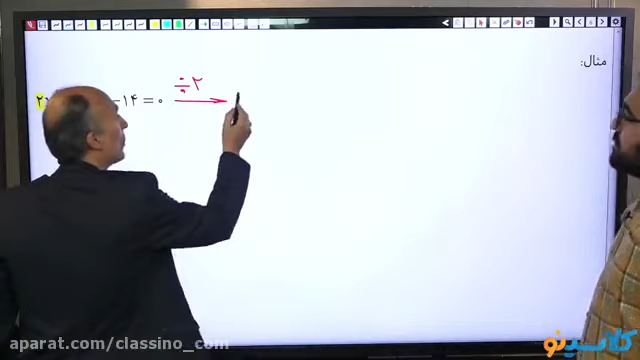 مثال:
÷۲
۲ −۱۴ = ۰
aparat.com/classino_com
کلاسینو